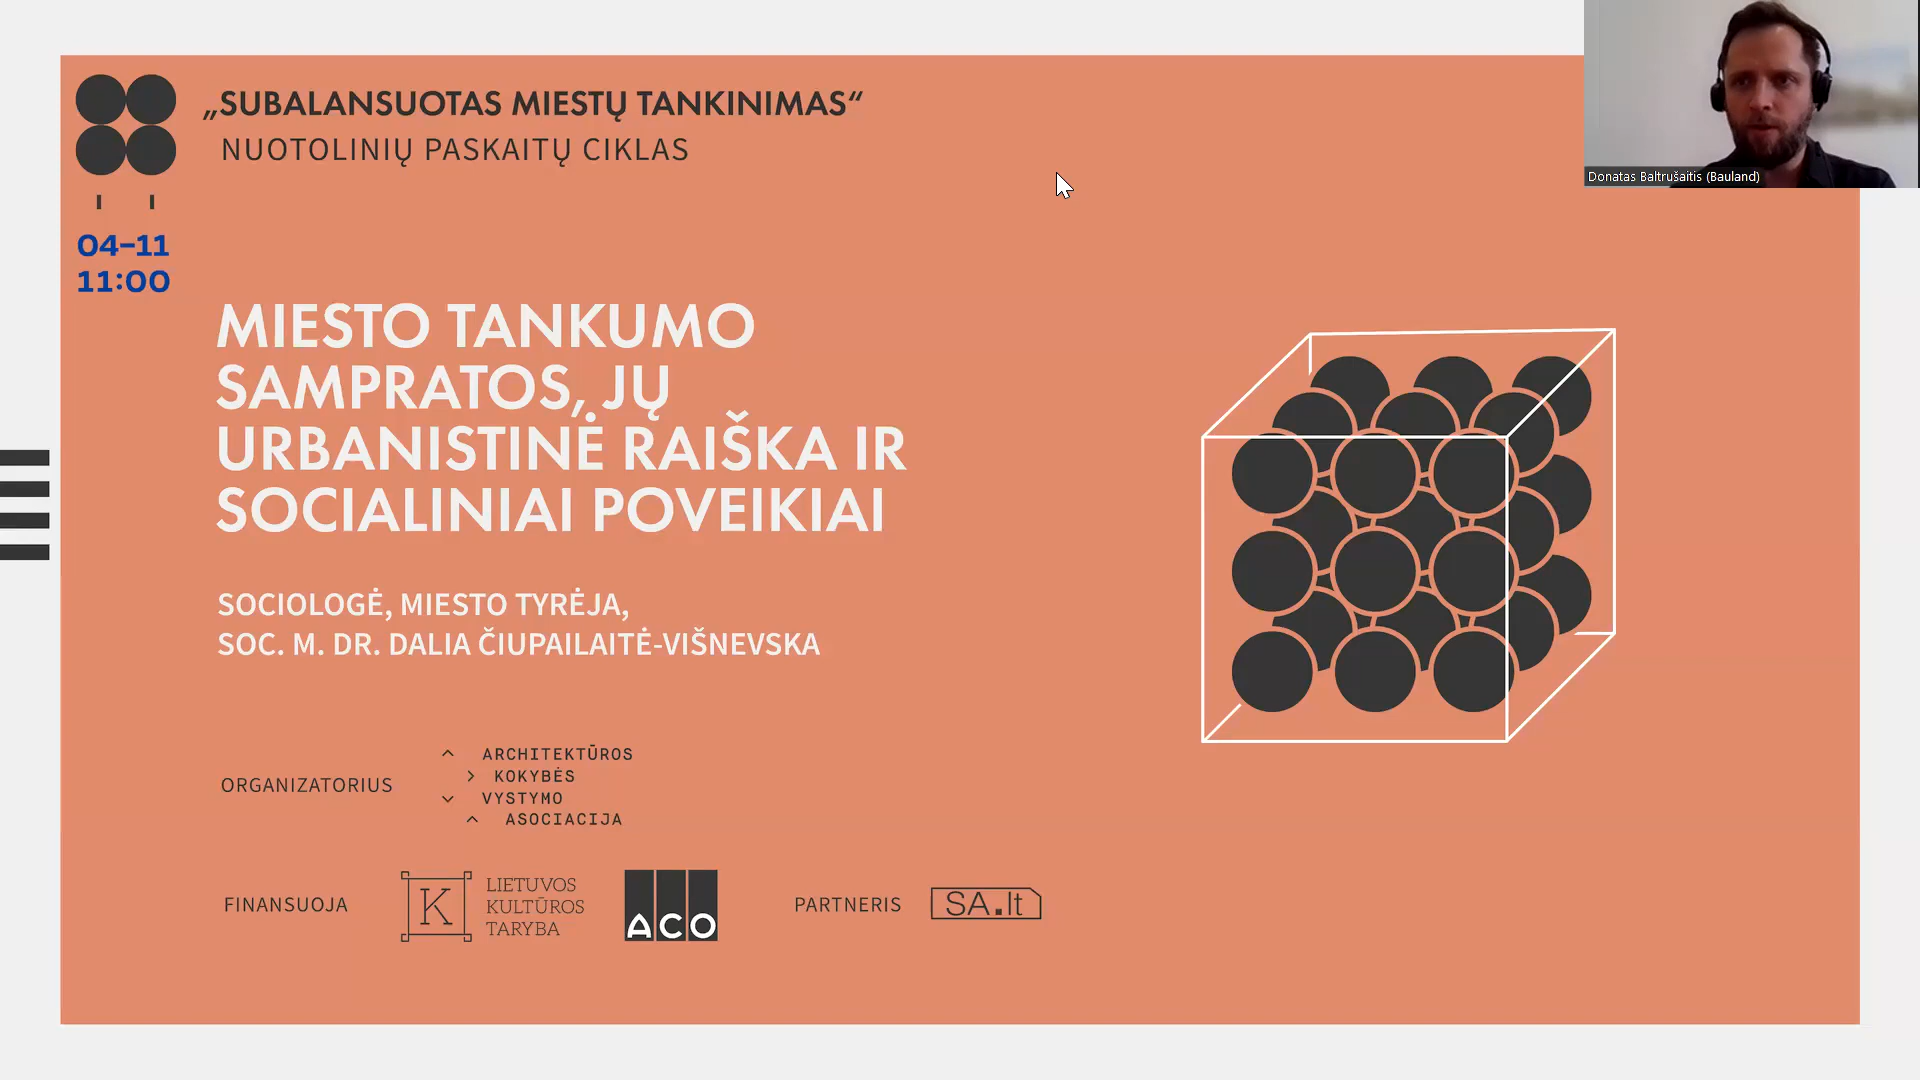 „SUBALANSUOTAS MIESTŲ TANKINIMAS“
NUOTOLINIŲ PASKAITŲ CIKLAS
04–11
11:00
MIESTO TANKUMO
SAMPRATOS, JŲ
URBANISTINĖ RAIŠKA IR
SOCIALINIAI POVEIKIAI
SOCIOLOGĖ, MIESTO TYRĖJA,
SOC. M. DR. DALIA ČIUPAILAITĖ-VIŠNEVSKA
ORGANIZATORIUS
ARCHITEKTŪROS
KOKYBĖS
VYSTYMO
ASOCIACIJA
FINANSUOJA
K
LIETUVOS
KULTŪROS
TARYBA
ACO
PARTNERIS
SA.lt
Donatas Baltrušaitis (Bauland)